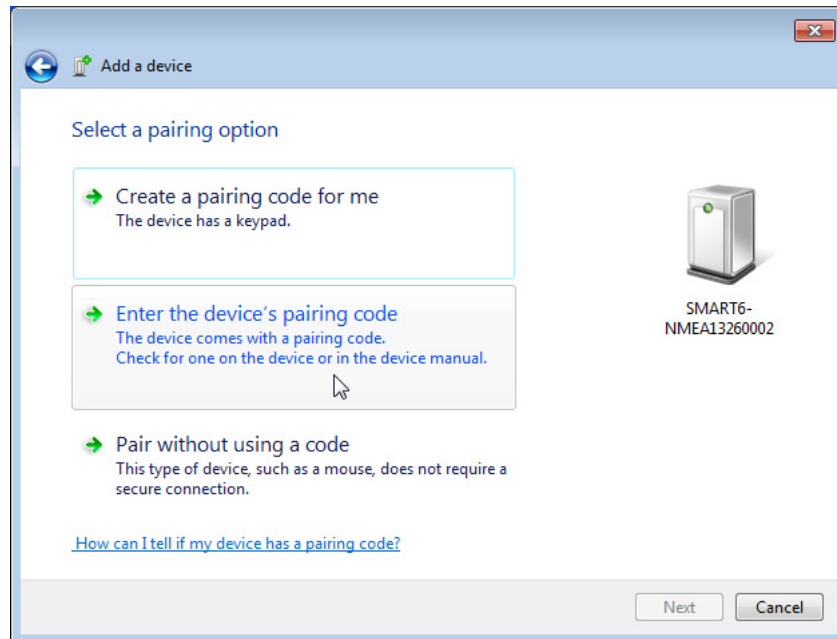 Add a device
Select a pairing option
Create a pairing code for me
The device has a keypad.
Enter the device's pairing code
The device comes with a pairing code.
Check for one on the device or in the device manual.
SMART6-
NMEA13260002
Pair without using a code
This type of device, such as a mouse, does not require a
secure connection.
How can I tell if my device has a pairing code?
Next
Cancel